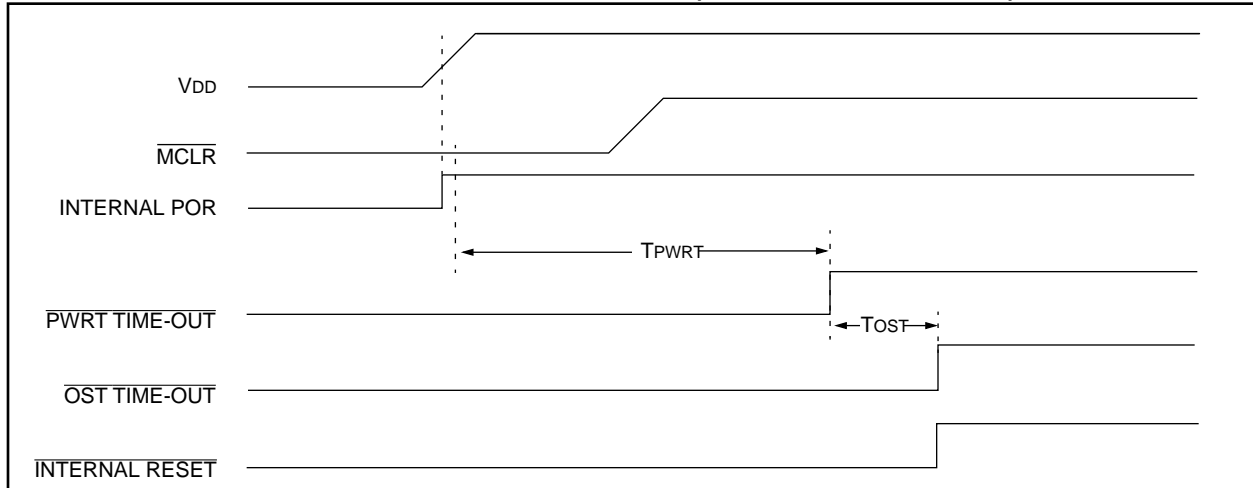 VDD
MCLR
INTERNAL POR
TPWRT
PWRT TIME-OUT
TOST
OST TIME-OUT
INTERNAL RESET